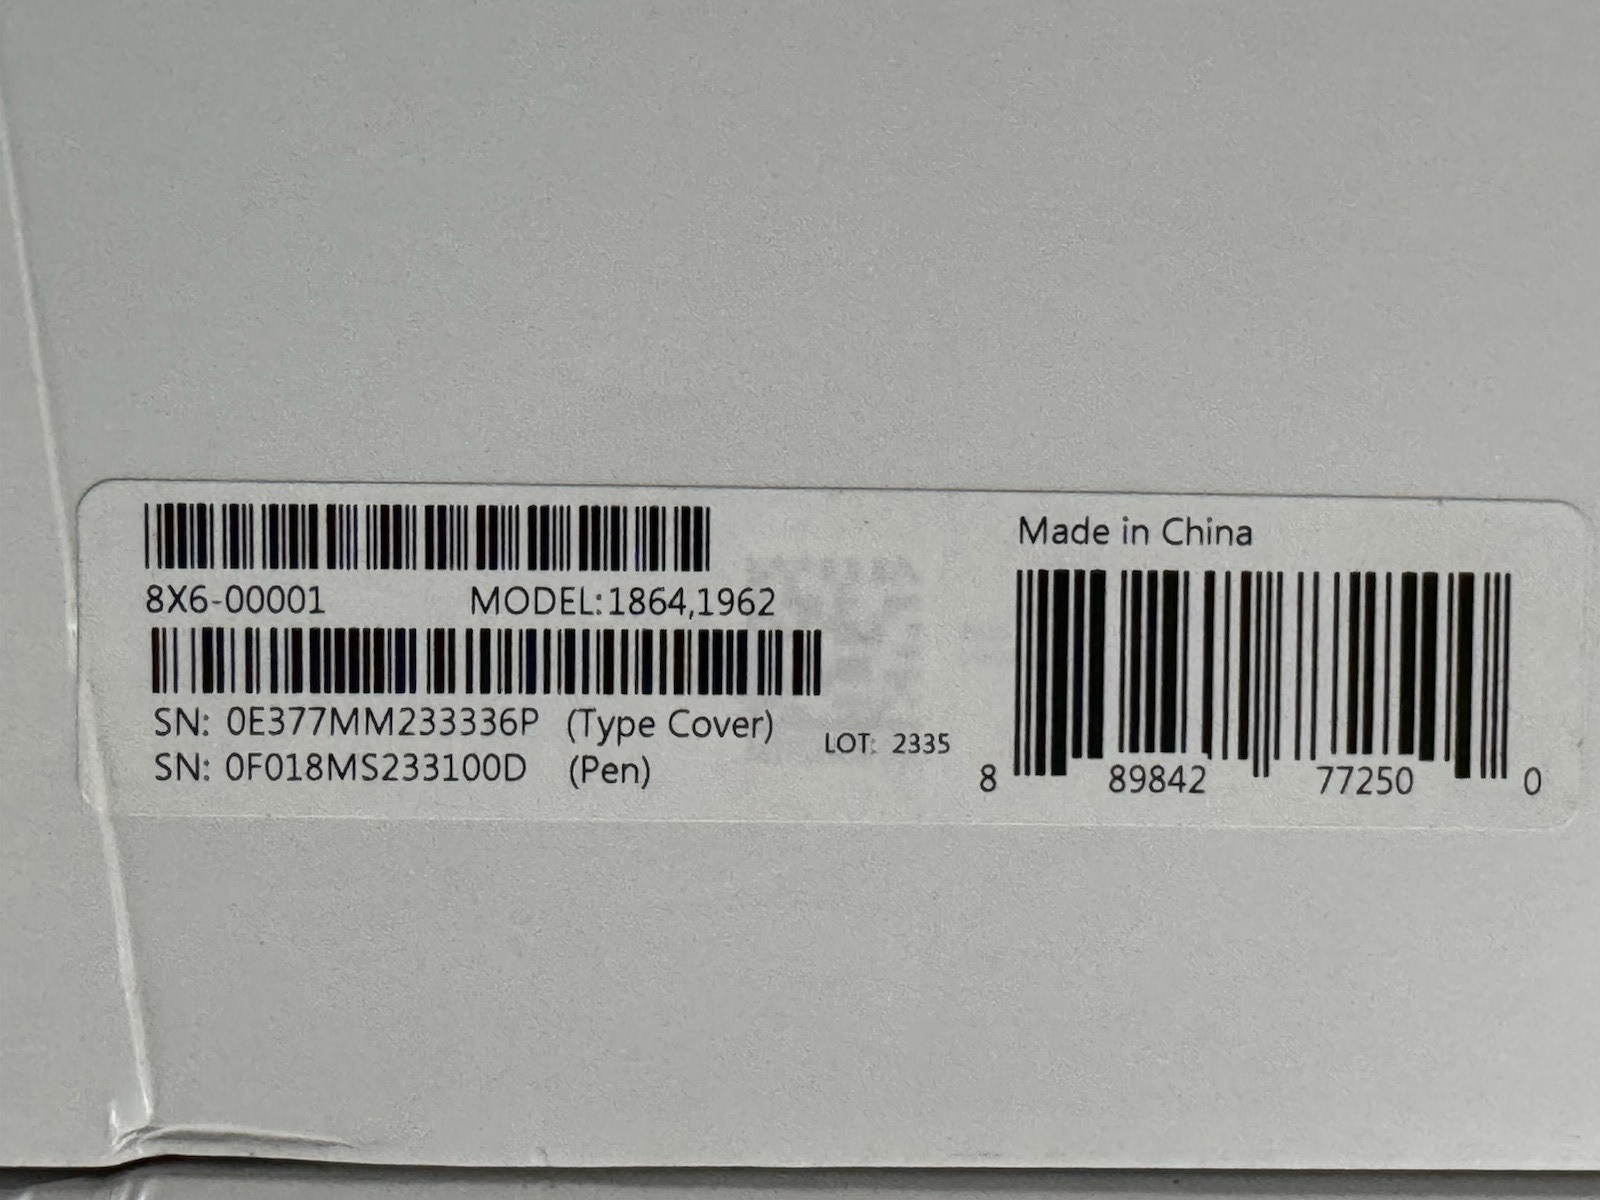 8X6-00001 MODEL:1864,1962
SN: 0E377MM233336P (Type Cover)
SN: 0F018MS233100D (Pen)
LOT: 2335
Made in China
8 89842 77250 0